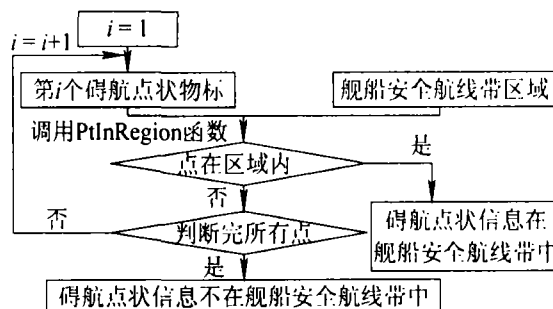 i = 1
i = i+1
第i个碍航点状物标
舰船安全航线带区域
调用PtInRegion函数
点在区域内
是
否
否
判断完所有点
碍航点状信息在
舰船安全航线带中
是
碍航点状信息不在舰船安全航线带中